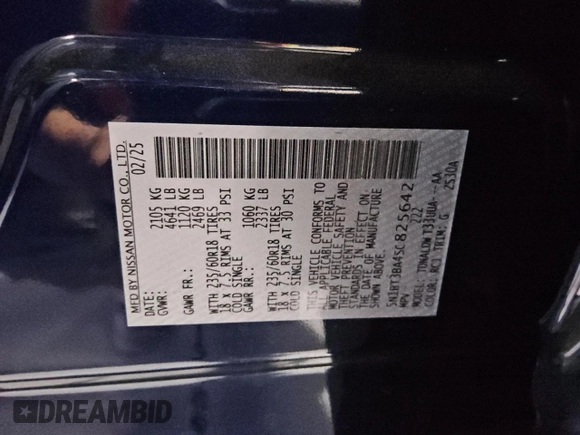 MFD BY NISSAN MOTOR CO., LTD.
DATE: 02/25
GVWR: 2105 KG
4641 LB
GAWR FR.: 1120 KG
2469 LB
WITH 235/60R18 TIRES
18 x 7.5 RIMS AT 33 PSI
COLD SINGLE
GAWR RR.: 1060 KG
2337 LB
WITH 235/60R18 TIRES
18 x 7.5 RIMS AT 30 PSI
COLD SINGLE
THIS VEHICLE CONFORMS TO
ALL APPLICABLE FEDERAL
MOTOR VEHICLE SAFETY AND
THEFT PREVENTION
STANDARDS IN EFFECT ON
THE DATE OF MANUFACTURE
SHOWN ABOVE.
5N1BT3BA4SC825642
MPV 222
MODEL: TUWALDW T33UUA- AA
COLOR: RCJ TRIM: G ZS30A
DREAMBID